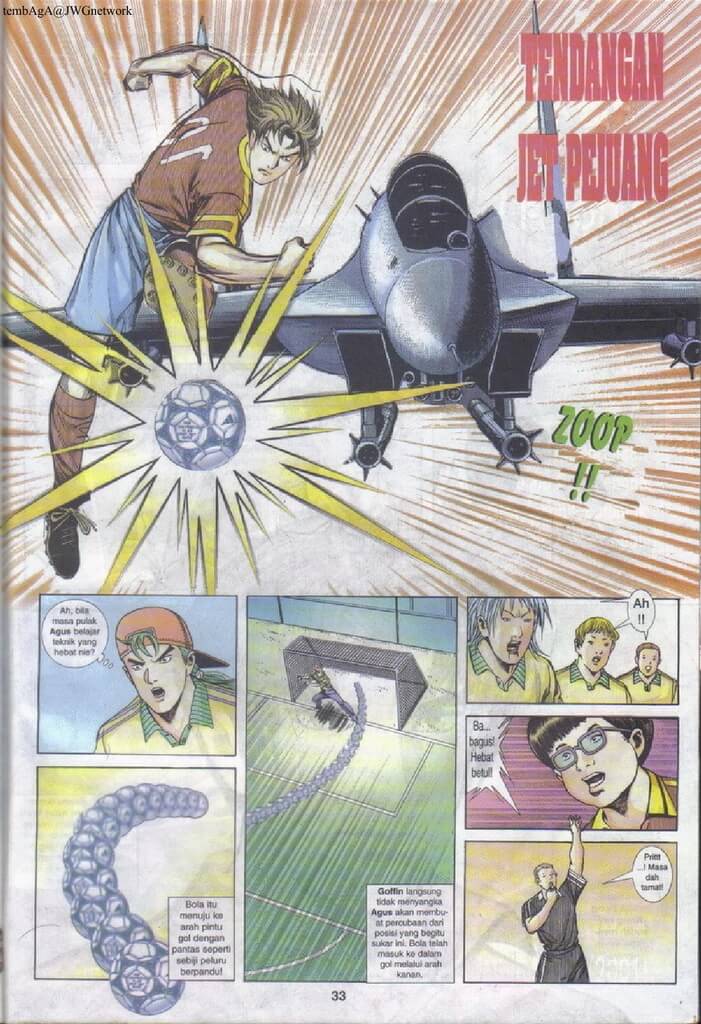 tembAgA@JWGnetwork
TENDANGAN
JET PEJUANG
ZOOP
!!
Ah, bila
masa pulak
Agus belajar
teknik yang
hebat nie?
Bola itu
menuju ke
arah pintu
gol dengan
pantas seperti
sebiji peluru
berpandu!
Goffin langsung
tidak menyangka
Agus akan membu-
at percubaan dari
posisi yang begitu
sukar ini. Bola telah
masuk ke dalam
gol melalui arah
kanan.
Ah
!!
Ba...
bagus!
Hebat
betul!
Priitt
...! Masa
dah
tamat!
33